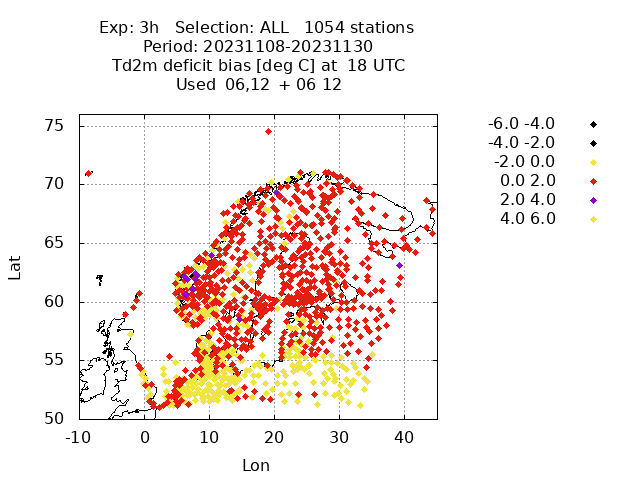 Exp: 3h   Selection: ALL   1054 stations
Period: 20231108-20231130
Td2m deficit bias [deg C] at  18 UTC
Used  06,12  + 06 12
-6.0 -4.0
-4.0 -2.0
-2.0 0.0
0.0 2.0
2.0 4.0
4.0 6.0
75
70
65
60
55
50
Lat
-10 0 10 20 30 40
Lon